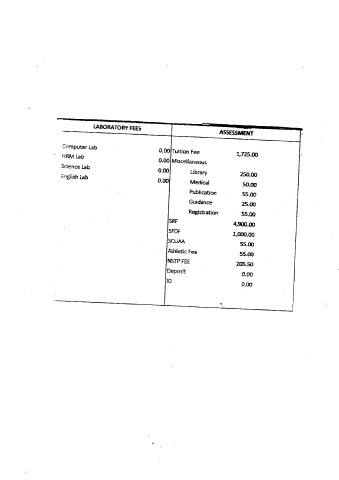 LABORATORY FEES ASSESSMENT
Computer Lab 0.00 Tuition Fee 1,725.00
HRM Lab 0.00 Miscellaneous
Science Lab 0.00 Library 250.00
English Lab 0.00 Medical 50.00
Publication 55.00
Guidance 25.00
Registration 55.00
SRF 4,900.00
SFDF 1,000.00
SCUAA 55.00
Athletic Fee 55.00
NSTP FEE 205.50
Deposit 0.00
ID 0.00